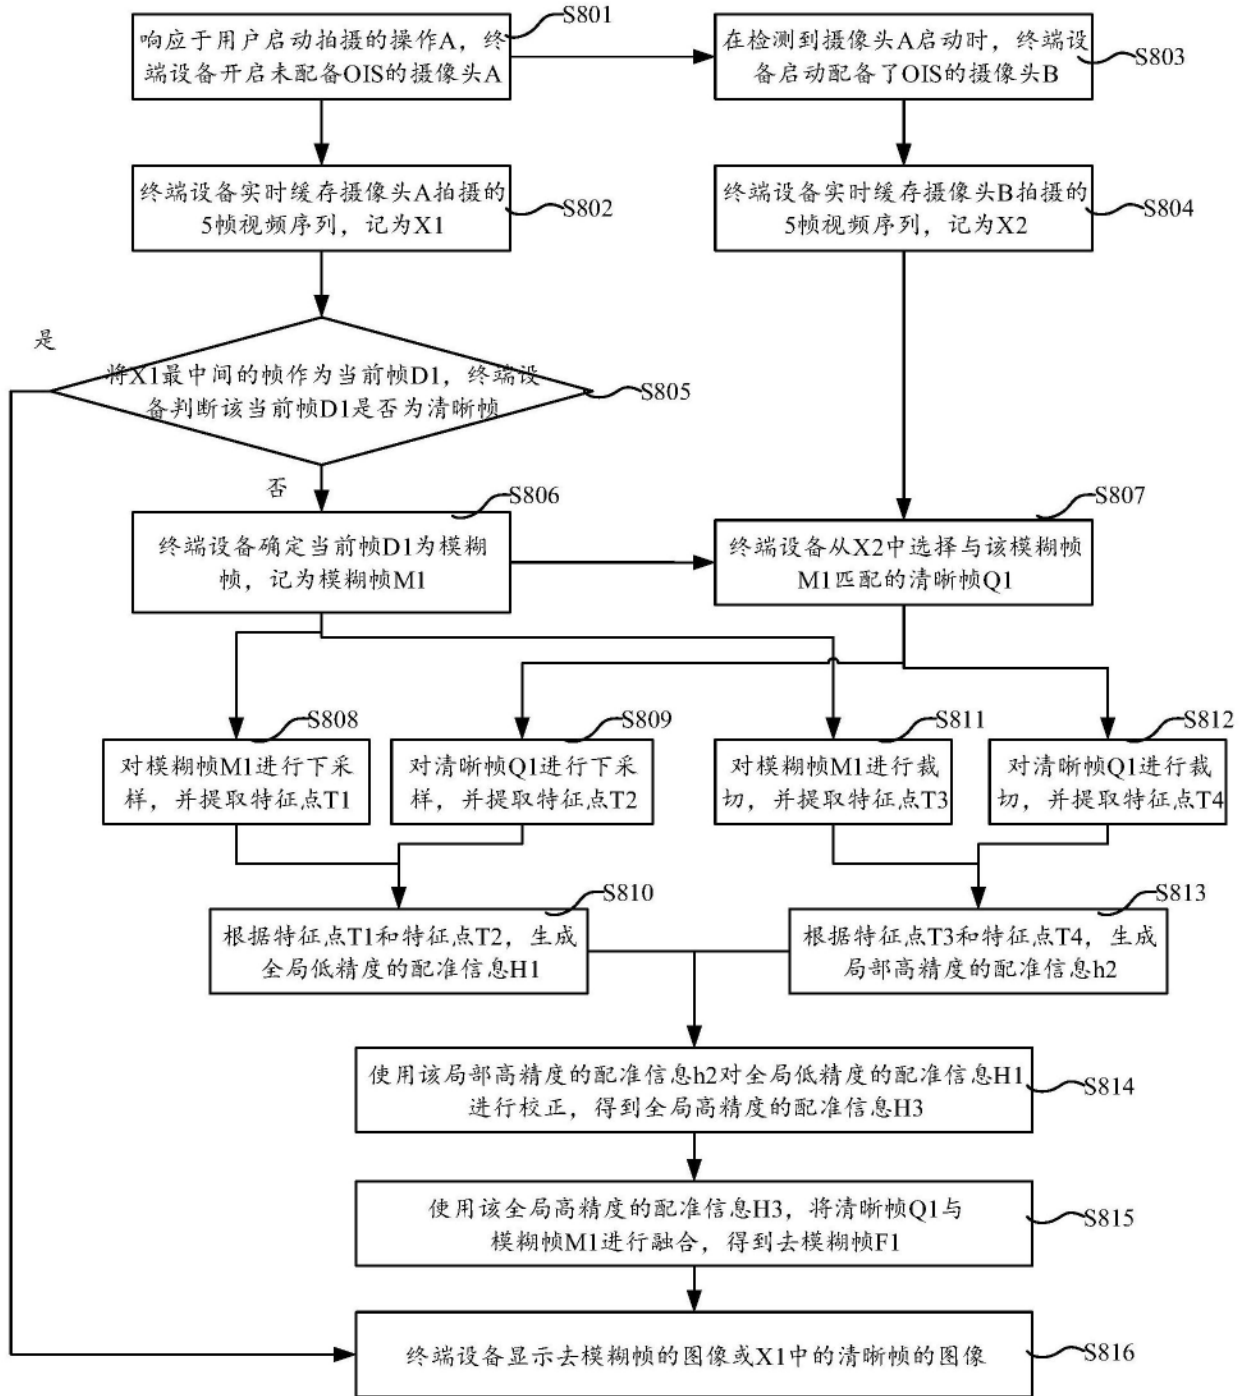 S801
响应于用户启动拍摄的操作A，终
端设备开启未配备OIS的摄像头A
S803
在检测到摄像头A启动时，终端设
备启动配备了OIS的摄像头B
S802
终端设备实时缓存摄像头A拍摄的
5帧视频序列，记为X1
S804
终端设备实时缓存摄像头B拍摄的
5帧视频序列，记为X2
是
S805
将X1最中间的帧作为当前帧D1，终端设
备判断该当前帧D1是否为清晰帧
否
S806
终端设备确定当前帧D1为模糊
帧，记为模糊帧M1
S807
终端设备从X2中选择与该模糊帧
M1匹配的清晰帧Q1
S808
对模糊帧M1进行下采
样，并提取特征点T1
S809
对清晰帧Q1进行下采
样，并提取特征点T2
S811
对模糊帧M1进行裁
切，并提取特征点T3
S812
对清晰帧Q1进行裁
切，并提取特征点T4
S810
根据特征点T1和特征点T2，生成
全局低精度的配准信息H1
S813
根据特征点T3和特征点T4，生成
局部高精度的配准信息h2
S814
使用该局部高精度的配准信息h2对全局低精度的配准信息H1
进行校正，得到全局高精度的配准信息H3
S815
使用该全局高精度的配准信息H3，将清晰帧Q1与
模糊帧M1进行融合，得到去模糊帧F1
S816
终端设备显示去模糊帧的图像或X1中的清晰帧的图像